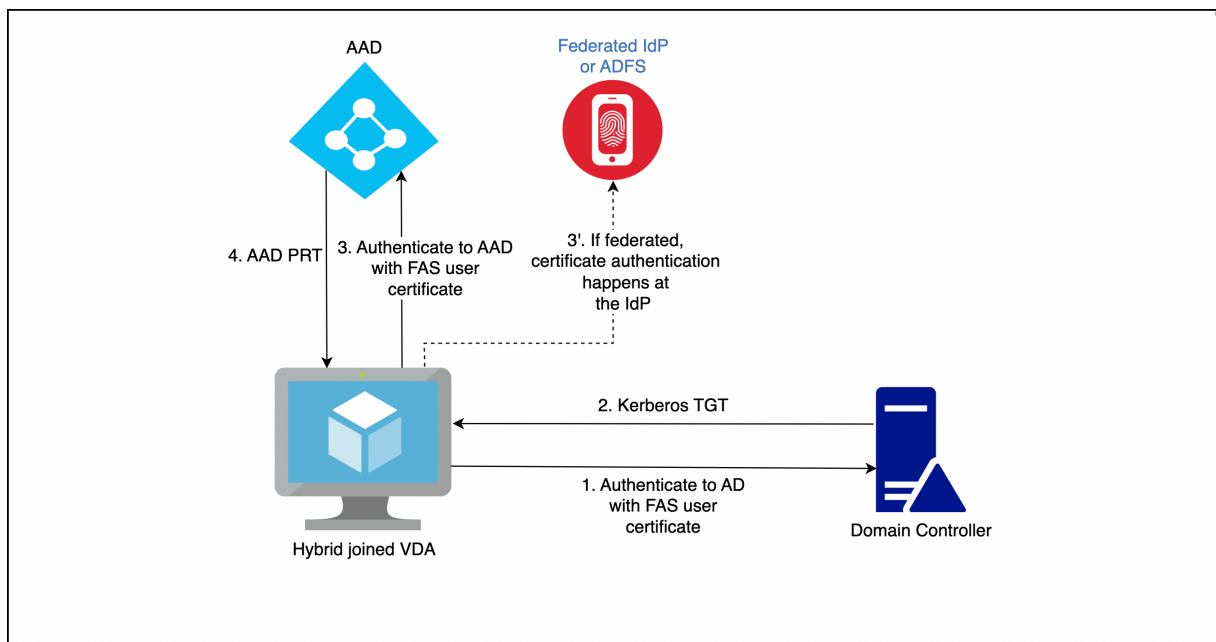 AAD
Federated IdP
or ADFS
4. AAD PRT
3. Authenticate to AAD
with FAS user
certificate
3'. If federated,
certificate authentication
happens at
the IdP
2. Kerberos TGT
1. Authenticate to AD
with FAS user
certificate
Hybrid joined VDA
Domain Controller